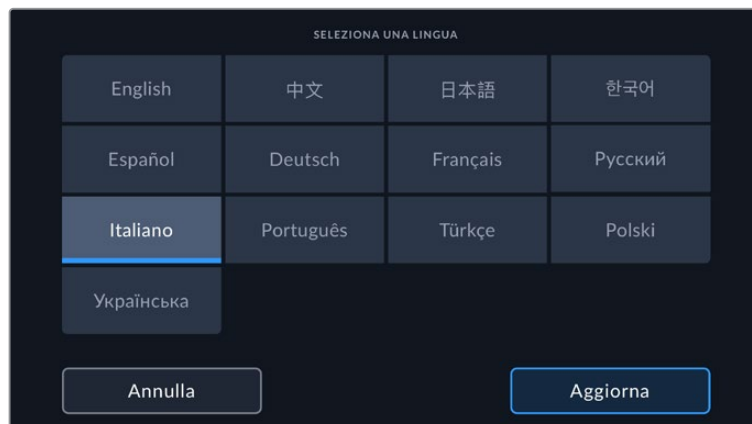 SELEZIONA UNA LINGUA
English 中文 日本語 한국어
Español Deutsch Français Русский
Italiano Português Türkçe Polski
Українська
Annulla Aggiorna